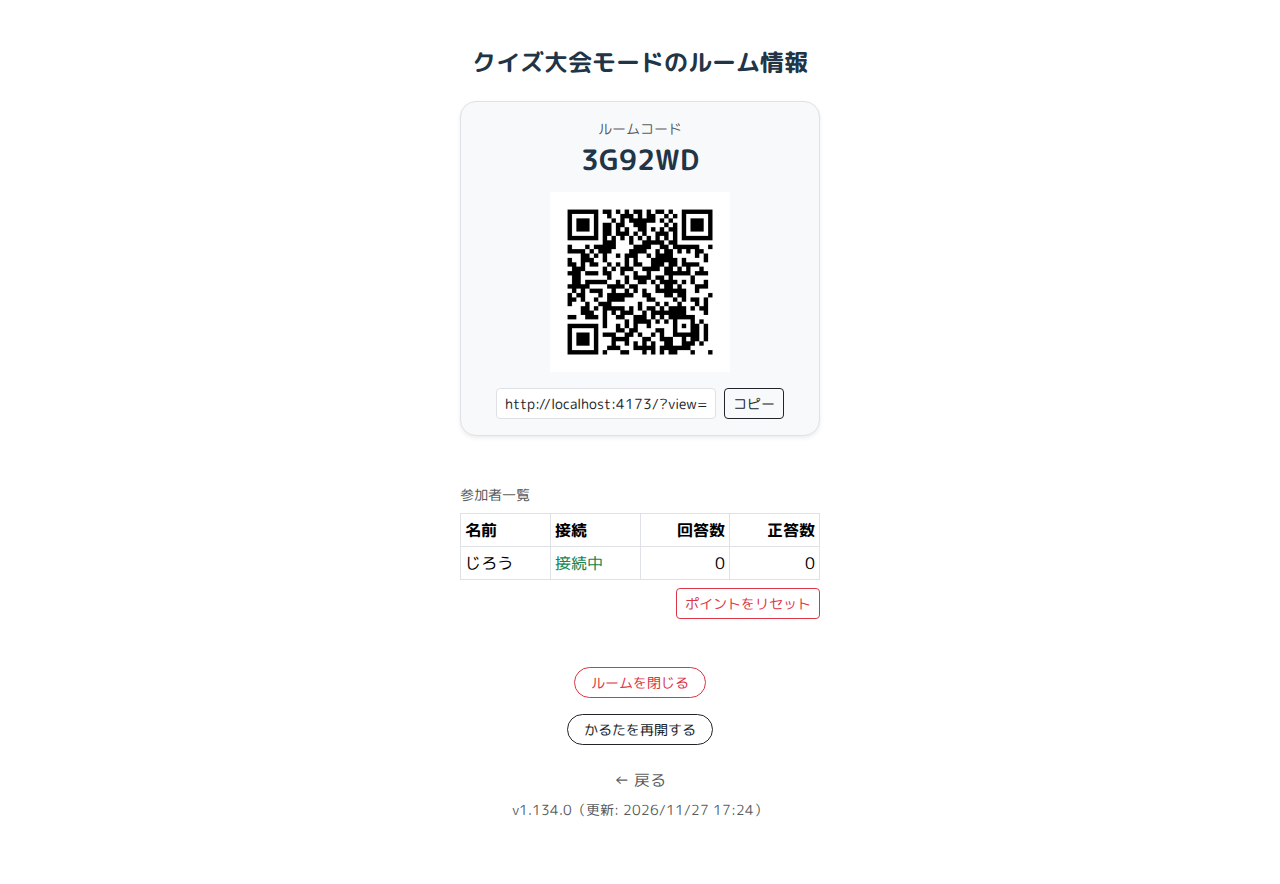 クイズ大会モードのルーム情報
ルームコード
3G92WD
http://localhost:4173/?view= コピー
参加者一覧
名前 接続 回答数 正答数
じろう 接続中 0 0
ポイントをリセット
ルームを閉じる
かるたを再開する
← 戻る
v1.134.0（更新: 2026/11/27 17:24）